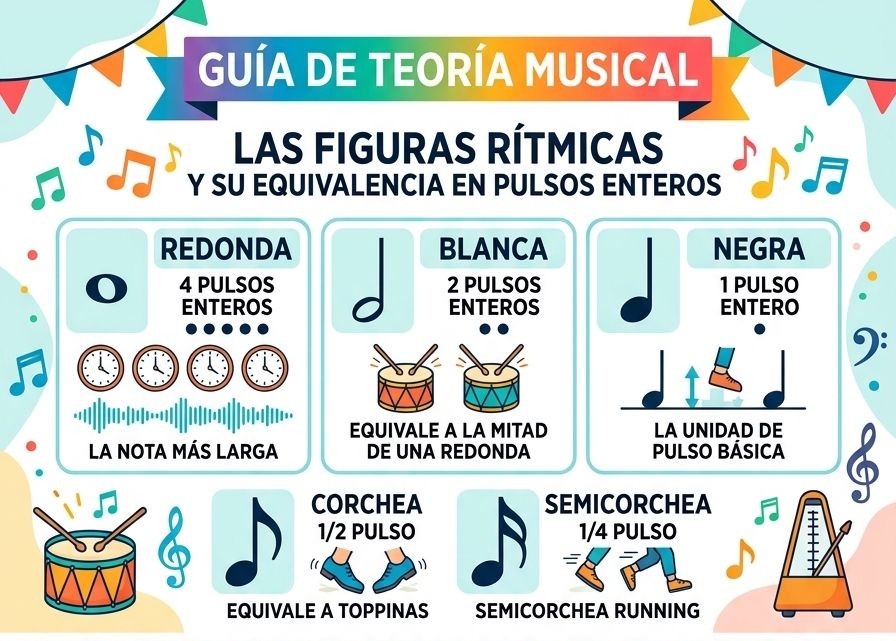 GUÍA DE TEORÍA MUSICAL
LAS FIGURAS RÍTMICAS
Y SU EQUIVALENCIA EN PULSOS ENTEROS
REDONDA
4 PULSOS
ENTEROS
LA NOTA MÁS LARGA
BLANCA
2 PULSOS
ENTEROS
EQUIVALE A LA MITAD
DE UNA REDONDA
NEGRA
1 PULSO
ENTERO
LA UNIDAD DE
PULSO BÁSICA
CORCHEA
1/2 PULSO
EQUIVALE A TOPPINAS
SEMICORCHEA
1/4 PULSO
SEMICORCHEA RUNNING